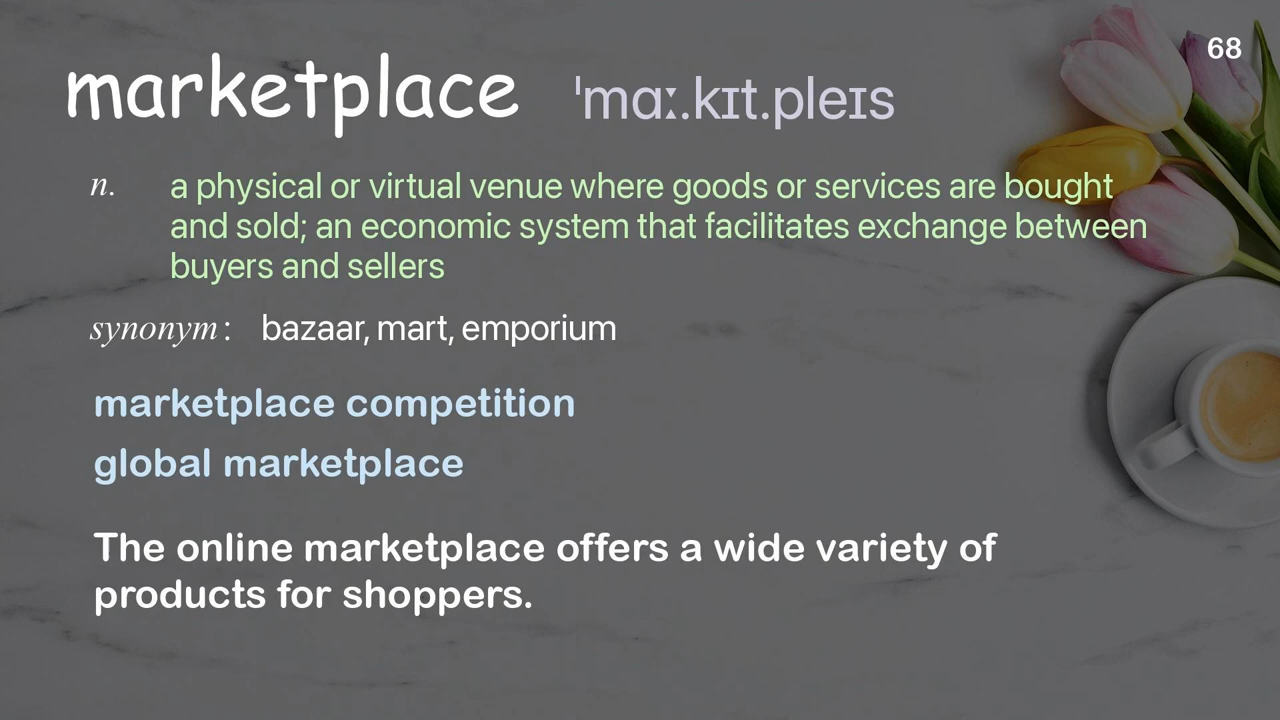 68
marketplace ˈmɑː.kɪt.pleɪs
n. a physical or virtual venue where goods or services are bought
and sold; an economic system that facilitates exchange between
buyers and sellers
synonym: bazaar, mart, emporium
marketplace competition
global marketplace
The online marketplace offers a wide variety of
products for shoppers.